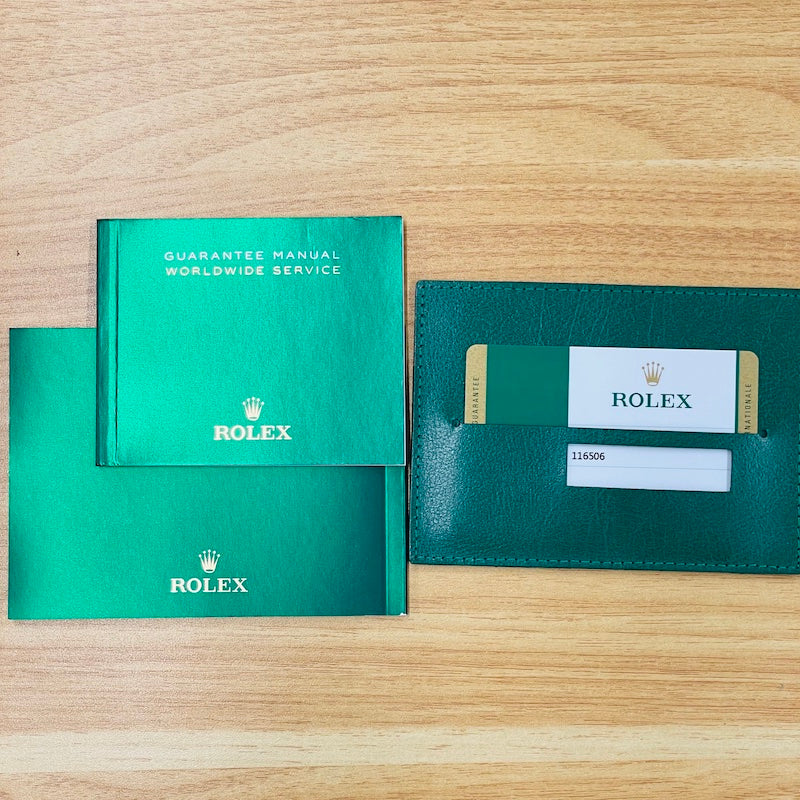 GUARANTEE MANUAL
WORLDWIDE SERVICE
ROLEX
ROLEX
GUARANTEE
ROLEX
NATIONALE
116506